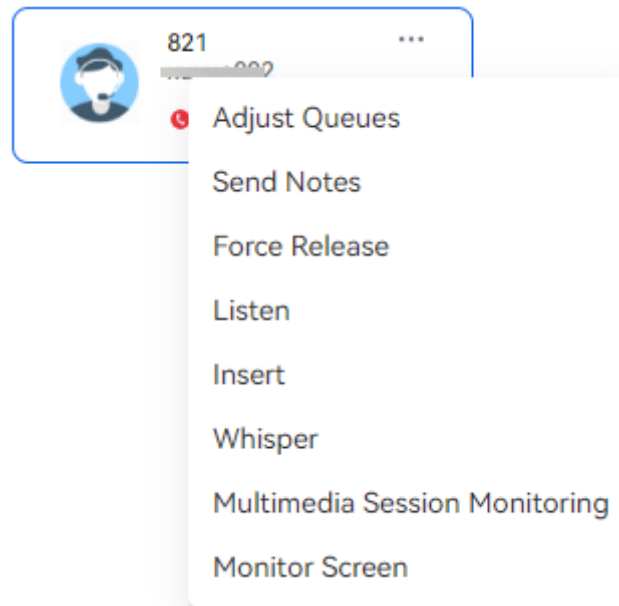 821
...
Adjust Queues
Send Notes
Force Release
Listen
Insert
Whisper
Multimedia Session Monitoring
Monitor Screen